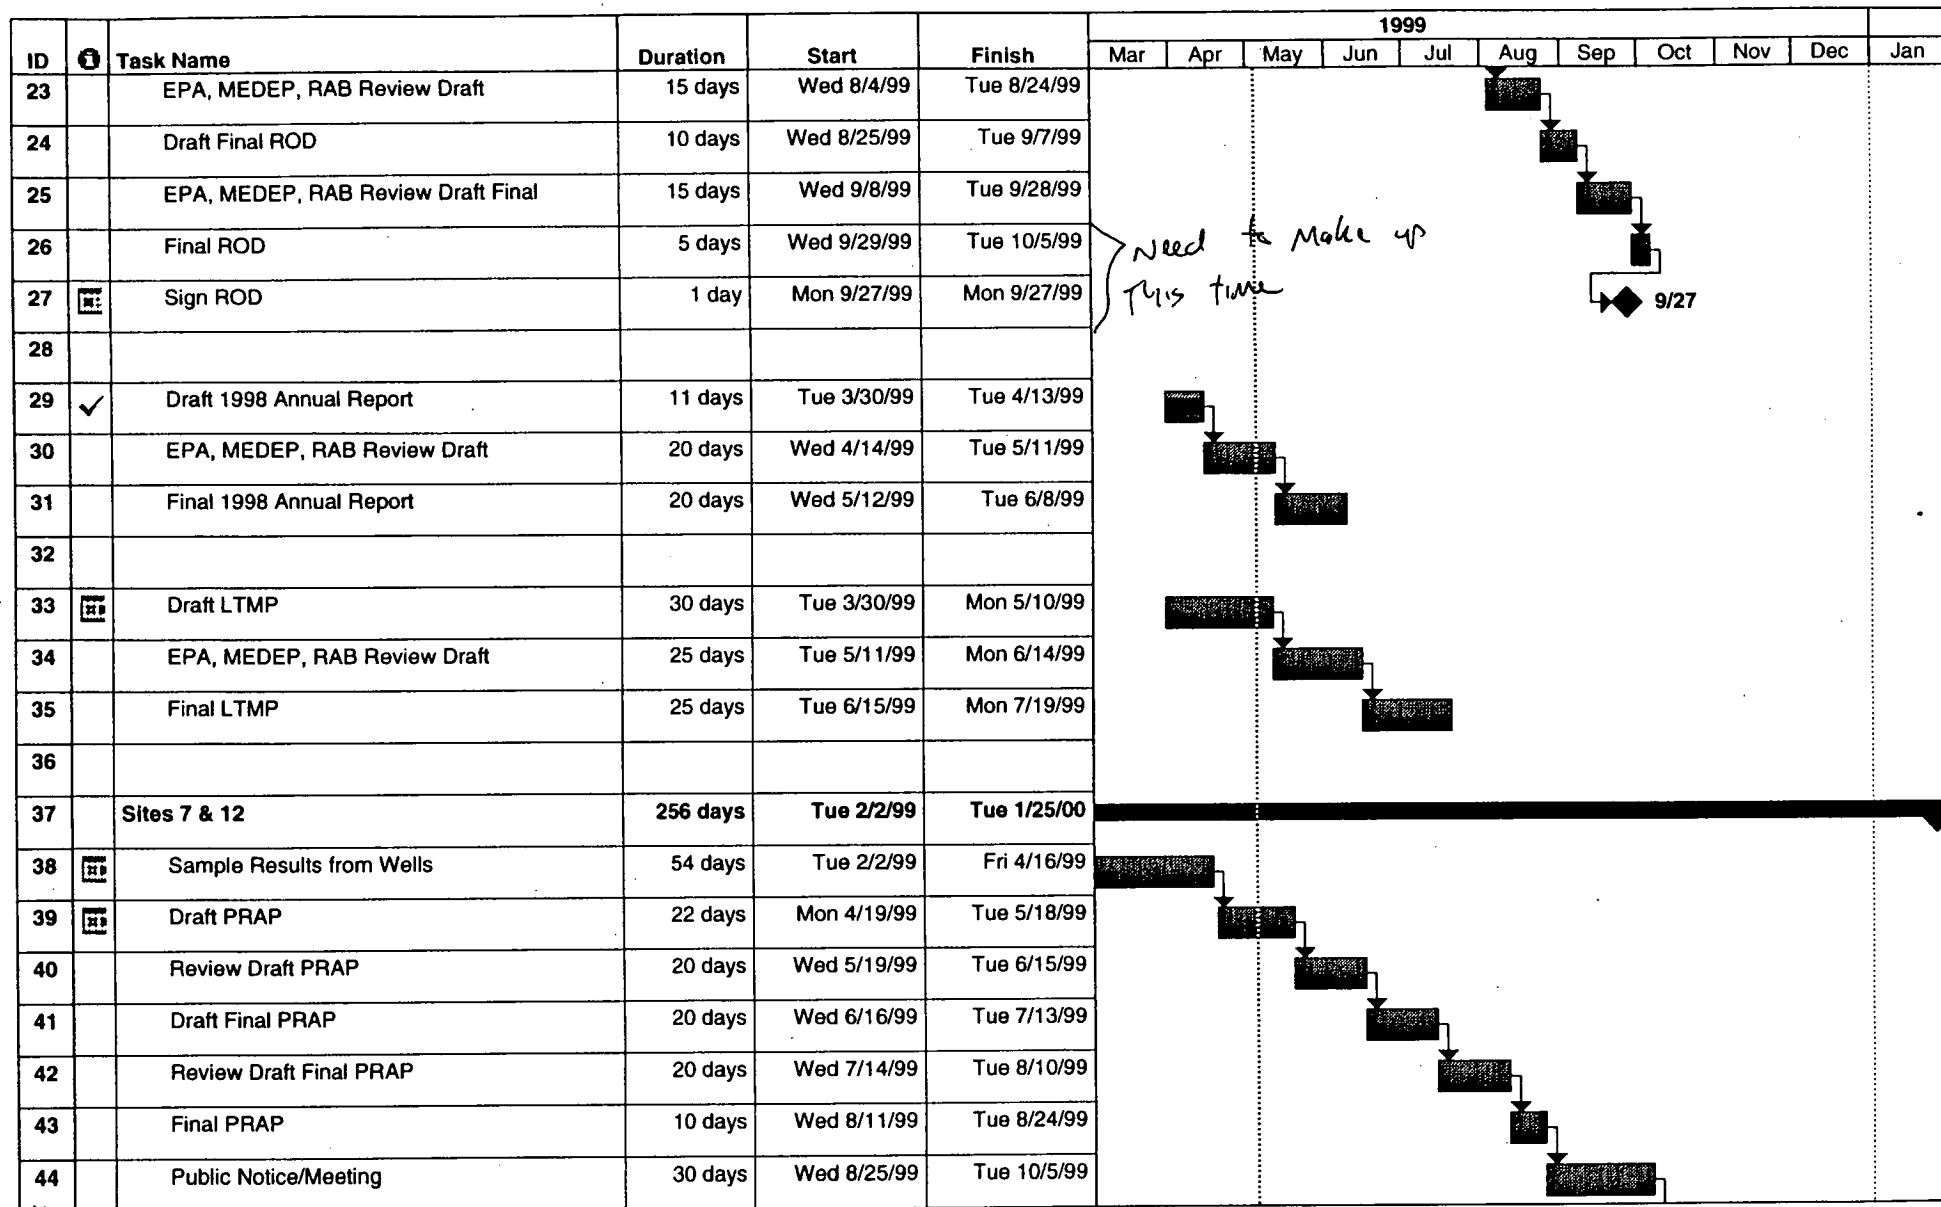 1999
ID Task Name Duration Start Finish Mar Apr May Jun Jul Aug Sep Oct Nov Dec Jan
23 EPA, MEDEP, RAB Review Draft 15 days Wed 8/4/99 Tue 8/24/99
24 Draft Final ROD 10 days Wed 8/25/99 Tue 9/7/99
25 EPA, MEDEP, RAB Review Draft Final 15 days Wed 9/8/99 Tue 9/28/99
26 Final ROD 5 days Wed 9/29/99 Tue 10/5/99 Need to Make up
27 Sign ROD 1 day Mon 9/27/99 Mon 9/27/99 This time 9/27
28
29 Draft 1998 Annual Report 11 days Tue 3/30/99 Tue 4/13/99
30 EPA, MEDEP, RAB Review Draft 20 days Wed 4/14/99 Tue 5/11/99
31 Final 1998 Annual Report 20 days Wed 5/12/99 Tue 6/8/99
32
33 Draft LTMP 30 days Tue 3/30/99 Mon 5/10/99
34 EPA, MEDEP, RAB Review Draft 25 days Tue 5/11/99 Mon 6/14/99
35 Final LTMP 25 days Tue 6/15/99 Mon 7/19/99
36
37 Sites 7 & 12 256 days Tue 2/2/99 Tue 1/25/00
38 Sample Results from Wells 54 days Tue 2/2/99 Fri 4/16/99
39 Draft PRAP 22 days Mon 4/19/99 Tue 5/18/99
40 Review Draft PRAP 20 days Wed 5/19/99 Tue 6/15/99
41 Draft Final PRAP 20 days Wed 6/16/99 Tue 7/13/99
42 Review Draft Final PRAP 20 days Wed 7/14/99 Tue 8/10/99
43 Final PRAP 10 days Wed 8/11/99 Tue 8/24/99
44 Public Notice/Meeting 30 days Wed 8/25/99 Tue 10/5/99